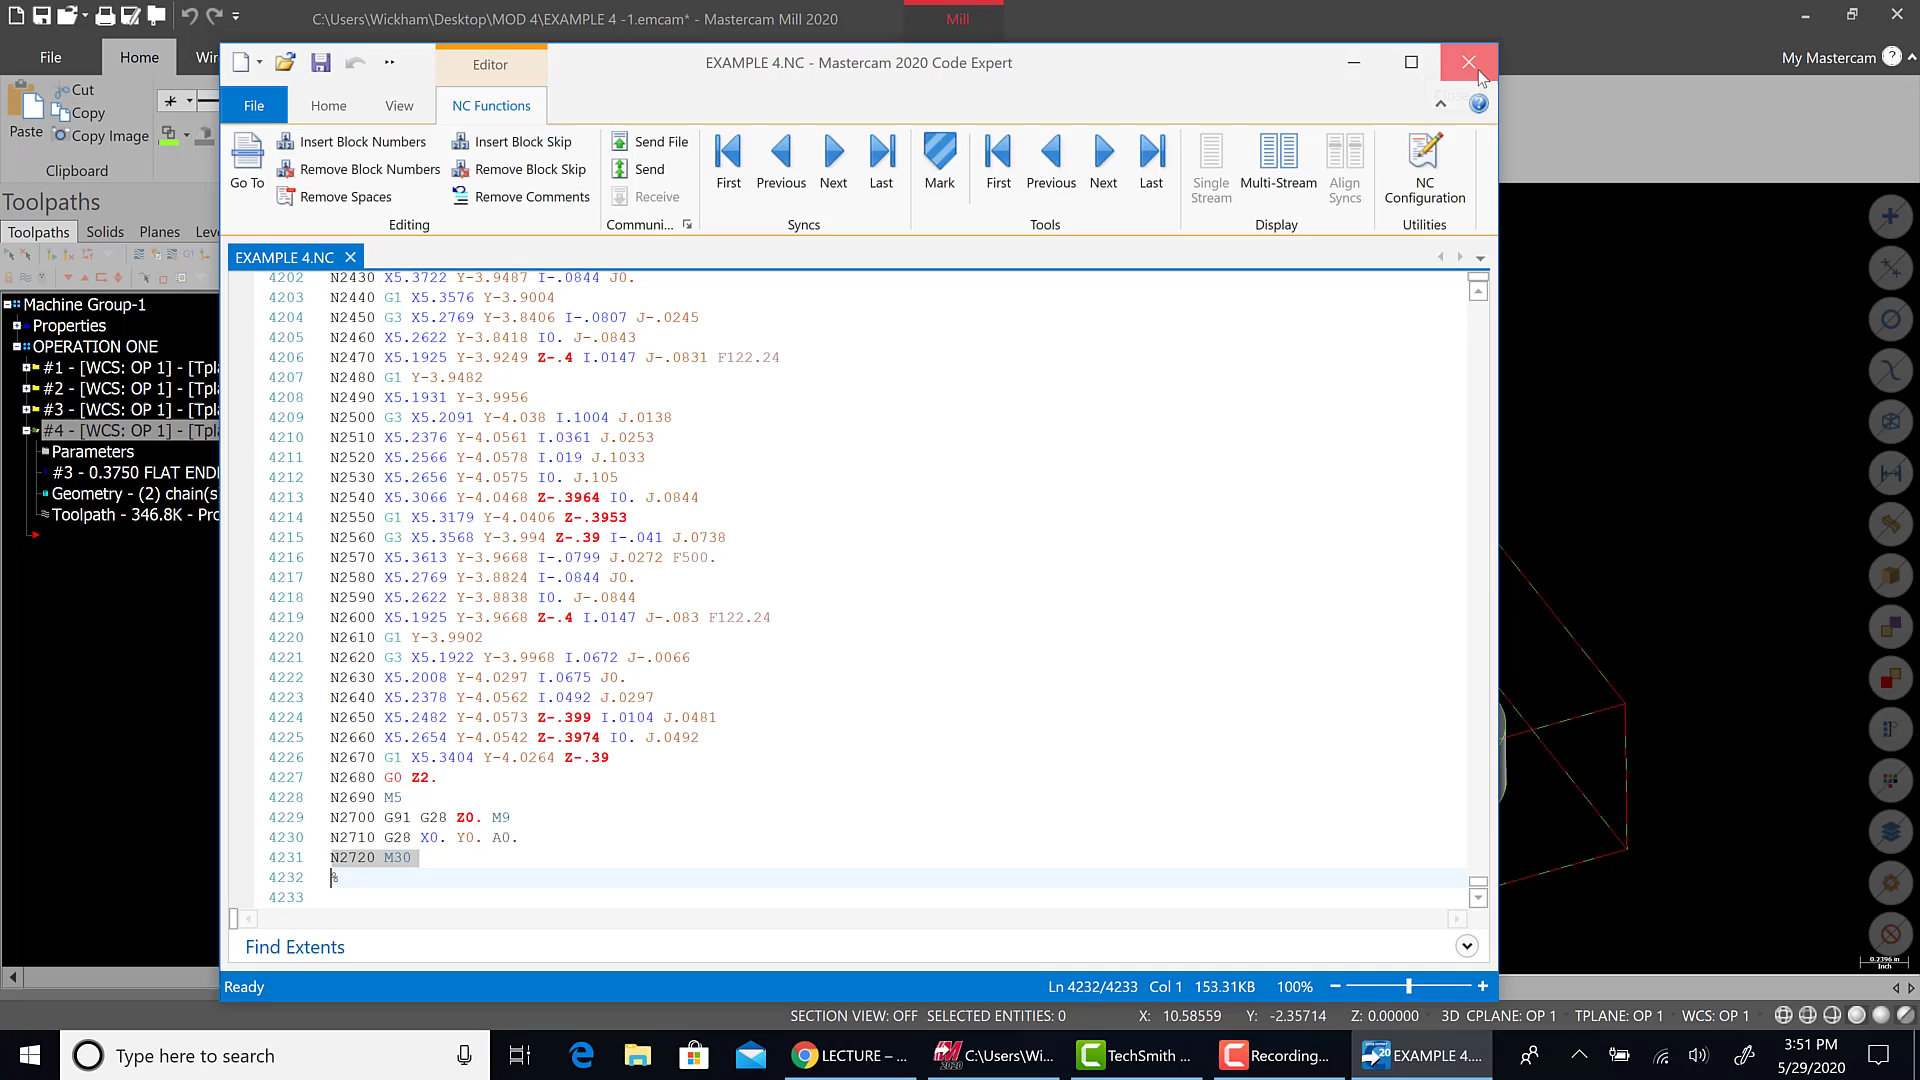 C:\Users\Wickham\Desktop\MOD 4\EXAMPLE 4 -1.emcam* - Mastercam Mill 2020
Mill
File
Home
My Mastercam
Cut
Copy
Copy Image
Paste
Clipboard
Editor
EXAMPLE 4.NC - Mastercam 2020 Code Expert
File
Home
View
NC Functions
Go To
Insert Block Numbers
Remove Block Numbers
Remove Spaces
Insert Block Skip
Remove Block Skip
Remove Comments
Editing
Send File
Send
Receive
Communi...
First
Previous
Next
Last
Syncs
Mark
First
Previous
Next
Last
Tools
Single Stream
Multi-Stream
Align Syncs
Display
NC Configuration
Utilities
Toolpaths
Toolpaths
Solids
Planes
Machine Group-1
Properties
OPERATION ONE
#1 - [WCS: OP 1] - [Tpl
#2 - [WCS: OP 1] - [Tpl
#3 - [WCS: OP 1] - [Tpl
#4 - [WCS: OP 1] - [Tpl
Parameters
#3 - 0.3750 FLAT END
Geometry - (2) chain(s
Toolpath - 346.8K - Pro
EXAMPLE 4.NC
4202 N2430 X5.3722 Y-3.9487 I-.0844 J0.
4203 N2440 G1 X5.3576 Y-3.9004
4204 N2450 G3 X5.2769 Y-3.8406 I-.0807 J-.0245
4205 N2460 X5.2622 Y-3.8418 I0. J-.0843
4206 N2470 X5.1925 Y-3.9249 Z-.4 I.0147 J-.0831 F122.24
4207 N2480 G1 Y-3.9482
4208 N2490 X5.1931 Y-3.9956
4209 N2500 G3 X5.2091 Y-4.038 I.1004 J.0138
4210 N2510 X5.2376 Y-4.0561 I.0361 J.0253
4211 N2520 X5.2566 Y-4.0578 I.019 J.1033
4212 N2530 X5.2656 Y-4.0575 I0. J.105
4213 N2540 X5.3066 Y-4.0468 Z-.3964 I0. J.0844
4214 N2550 G1 X5.3179 Y-4.0406 Z-.3953
4215 N2560 G3 X5.3568 Y-3.994 Z-.39 I-.041 J.0738
4216 N2570 X5.3613 Y-3.9668 I-.0799 J.0272 F500.
4217 N2580 X5.2769 Y-3.8824 I-.0844 J0.
4218 N2590 X5.2622 Y-3.8838 I0. J-.0844
4219 N2600 X5.1925 Y-3.9668 Z-.4 I.0147 J-.083 F122.24
4220 N2610 G1 Y-3.9902
4221 N2620 G3 X5.1922 Y-3.9968 I.0672 J-.0066
4222 N2630 X5.2008 Y-4.0297 I.0675 J0.
4223 N2640 X5.2378 Y-4.0562 I.0492 J.0297
4224 N2650 X5.2482 Y-4.0573 Z-.399 I.0104 J.0481
4225 N2660 X5.2654 Y-4.0542 Z-.3974 I0. J.0492
4226 N2670 G1 X5.3404 Y-4.0264 Z-.39
4227 N2680 G0 Z2.
4228 N2690 M5
4229 N2700 G91 G28 Z0. M9
4230 N2710 G28 X0. Y0. A0.
4231 N2720 M30
4232 %
4233
Find Extents
Ready
Ln 4232/4233 Col 1 153.31KB 100%
0.2396 in
Inch
SECTION VIEW: OFF SELECTED ENTITIES: 0 X: 10.58559 Y: -2.35714 Z: 0.00000 3D CPLANE: OP 1 TPLANE: OP 1 WCS: OP 1
Type here to search
LECTURE – ...
C:\Users\Wi...
TechSmith ...
Recording...
EXAMPLE 4....
3:51 PM
5/29/2020